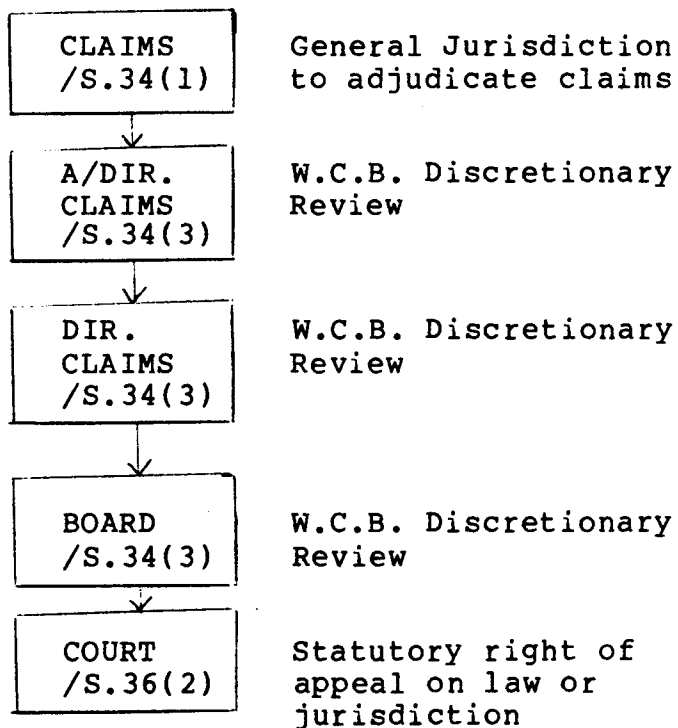 CLAIMS
/S.34(1)
General Jurisdiction
to adjudicate claims
A/DIR.
CLAIMS
/S.34(3)
W.C.B. Discretionary
Review
DIR.
CLAIMS
/S.34(3)
W.C.B. Discretionary
Review
BOARD
/S.34(3)
W.C.B. Discretionary
Review
COURT
/S.36(2)
Statutory right of
appeal on law or
jurisdiction